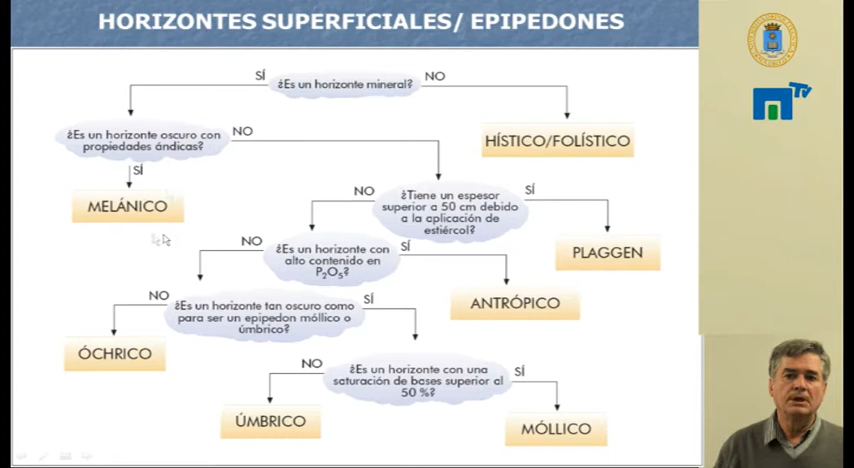 HORIZONTES SUPERFICIALES/ EPIPEDONES
SÍ
¿Es un horizonte mineral?
NO
¿Es un horizonte oscuro con
propiedades ándicas?
NO
HÍSTICO/FOLÍSTICO
SÍ
MELÁNICO
NO
¿Tiene un espesor
superior a 50 cm debido
a la aplicación de
estiércol?
SÍ
PLAGGEN
NO
¿Es un horizonte con
alto contenido en
P₂O₅?
SÍ
ANTRÓPICO
NO
¿Es un horizonte tan oscuro como
para ser un epipedon móllico o
úmbrico?
SÍ
ÓCHRICO
NO
¿Es un horizonte con una
saturación de bases superior al
50 %?
SÍ
ÚMBRICO
MÓLLICO
TV